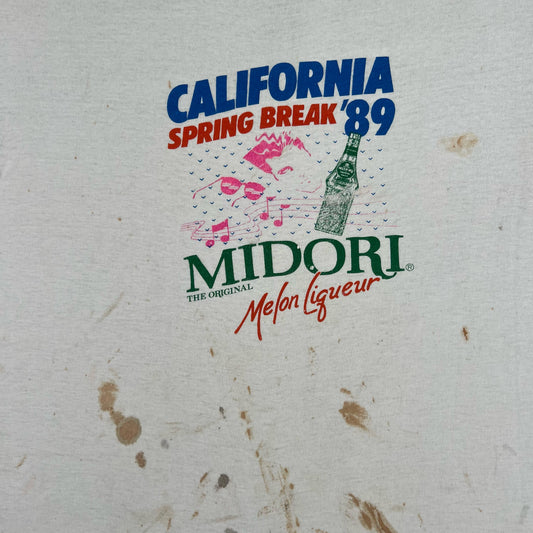 CALIFORNIA
SPRING BREAK '89
MIDORI®
THE ORIGINAL
Melon Liqueur